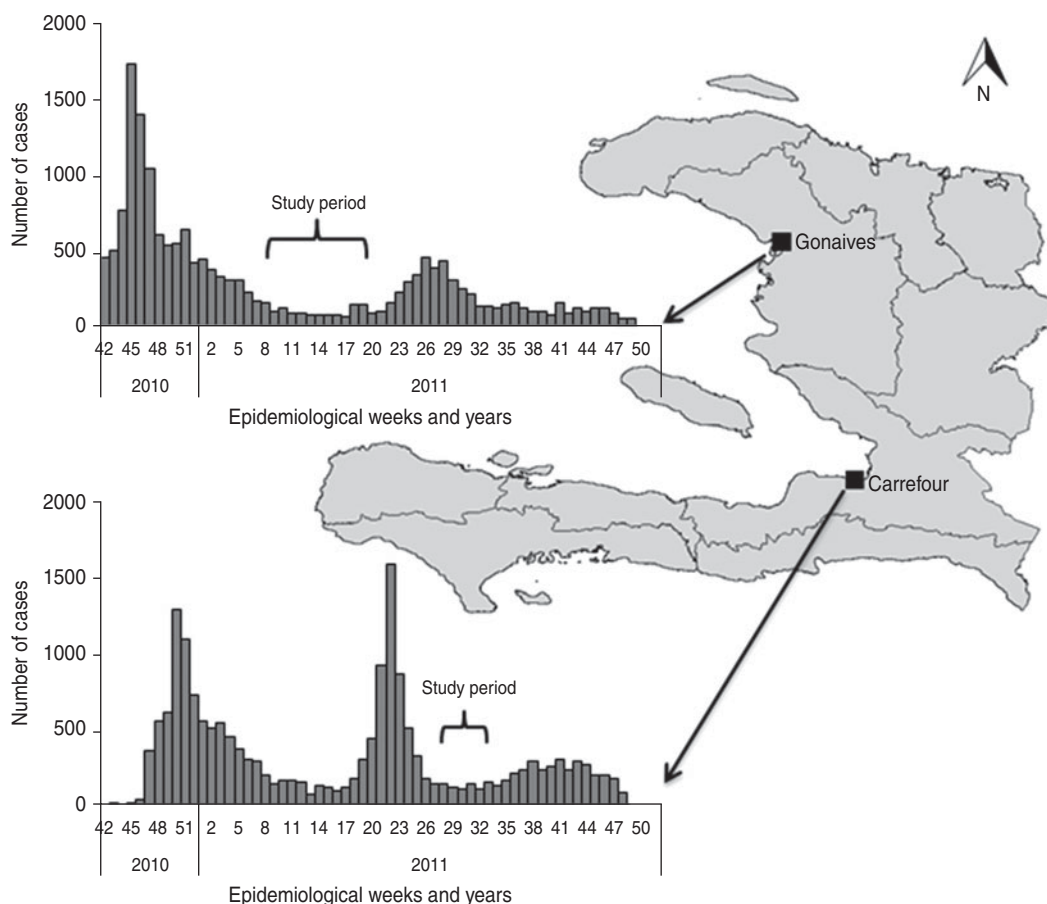 2000
1500
1000
500
0
Number of cases
Study period
42 45 48 51 2 5 8 11 14 17 20 23 26 29 32 35 38 41 44 47 50
2010 2011
Epidemiological weeks and years
N
Gonaives
Carrefour
2000
1500
1000
500
0
Number of cases
Study period
42 45 48 51 2 5 8 11 14 17 20 23 26 29 32 35 38 41 44 47 50
2010 2011
Epidemiological weeks and years